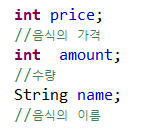 int price;
//음식의 가격
int  amount;
//수량
String name;
//음식의 이름